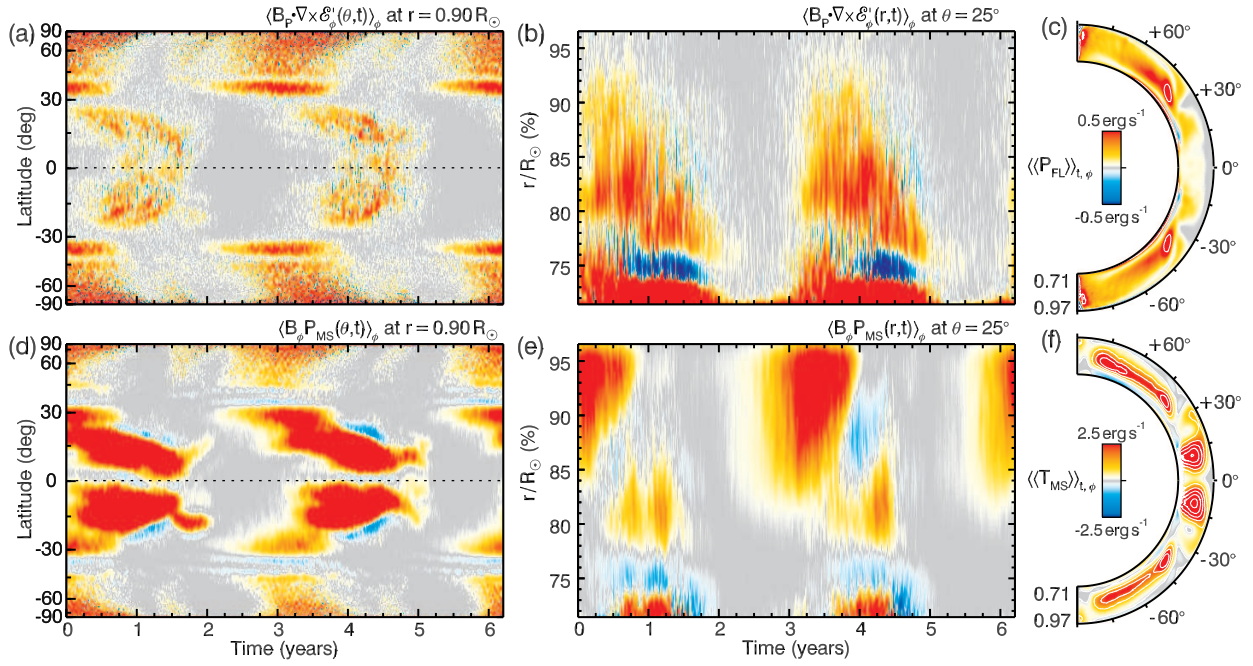 ⟨B_P•∇×ℰ'_ϕ(θ,t)⟩_ϕ at r = 0.90 R_⊙
(a)
90
60
30
0
-30
-60
-90
Latitude (deg)
⟨B_P•∇×ℰ'_ϕ(r,t)⟩_ϕ at θ = 25°
(b)
95
90
85
80
75
r/R_⊙ (%)
(c)
+60°
+30°
0°
-30°
-60°
0.5 erg s⁻¹
⟨⟨P_FL⟩⟩_t,ϕ
-0.5 erg s⁻¹
0.71
0.97
⟨B_ϕ P_MS(θ,t)⟩_ϕ at r = 0.90 R_⊙
(d)
90
60
30
0
-30
-60
-90
Latitude (deg)
0 1 2 3 4 5 6
Time (years)
⟨B_ϕ P_MS(r,t)⟩_ϕ at θ = 25°
(e)
95
90
85
80
75
r/R_⊙ (%)
0 1 2 3 4 5 6
Time (years)
(f)
+60°
+30°
0°
-30°
-60°
2.5 erg s⁻¹
⟨⟨T_MS⟩⟩_t,ϕ
-2.5 erg s⁻¹
0.71
0.97